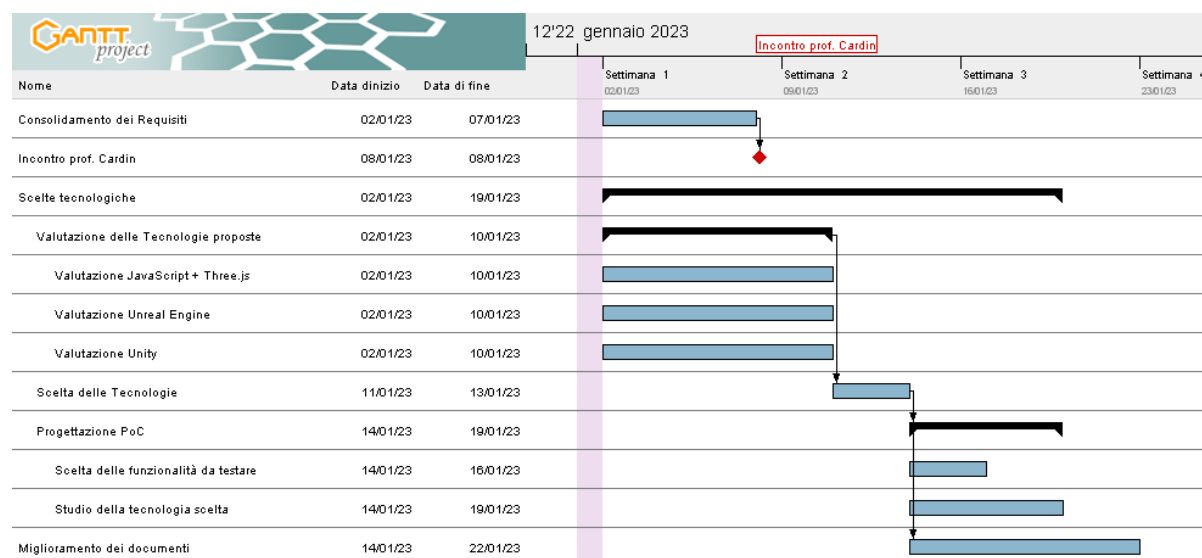 GANTT
project
12'22 gennaio 2023
Incontro prof. Cardin
Settimana 1 Settimana 2 Settimana 3 Settimana 4
02/01/23 09/01/23 16/01/23 23/01/23
Nome Data dinizio Data di fine
Consolidamento dei Requisiti 02/01/23 07/01/23
Incontro prof. Cardin 08/01/23 08/01/23
Scelte tecnologiche 02/01/23 19/01/23
Valutazione delle Tecnologie proposte 02/01/23 10/01/23
Valutazione JavaScript + Three.js 02/01/23 10/01/23
Valutazione Unreal Engine 02/01/23 10/01/23
Valutazione Unity 02/01/23 10/01/23
Scelta delle Tecnologie 11/01/23 13/01/23
Progettazione PoC 14/01/23 19/01/23
Scelta delle funzionalità da testare 14/01/23 16/01/23
Studio della tecnologia scelta 14/01/23 19/01/23
Miglioramento dei documenti 14/01/23 22/01/23